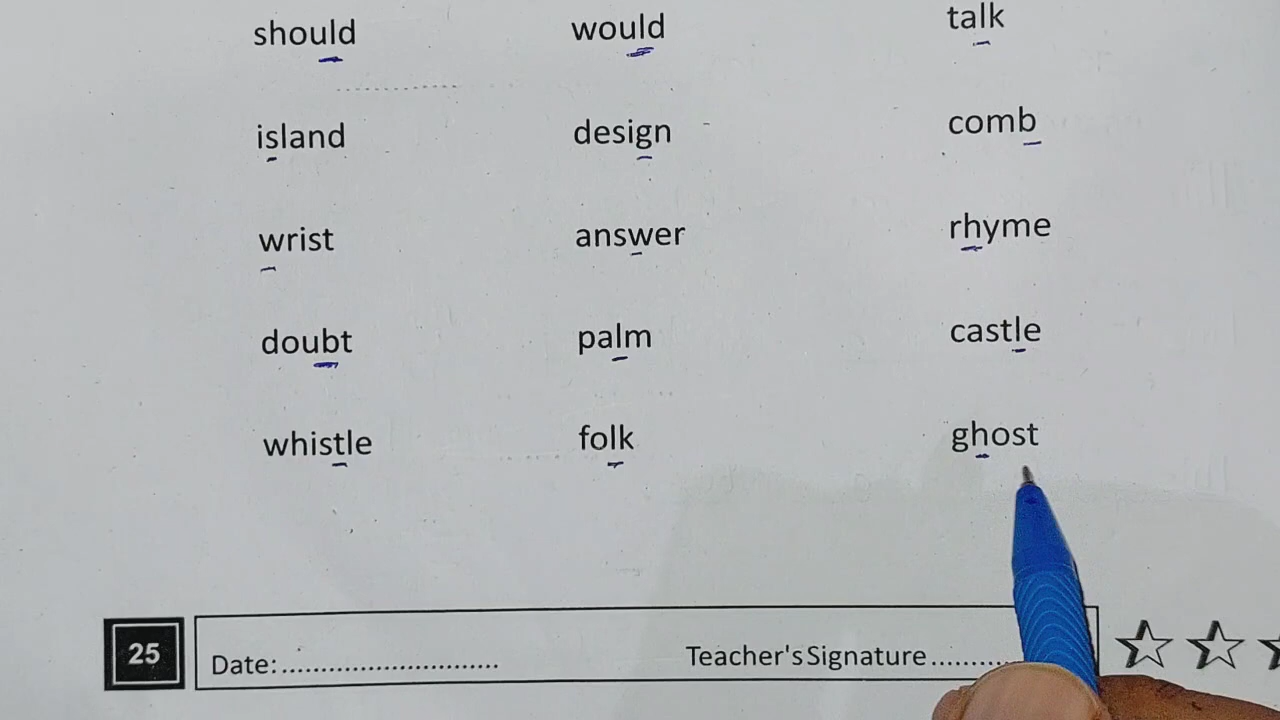 should would talk
island design comb
wrist answer rhyme
doubt palm castle
whistle folk ghost
25 Date:............................ Teacher's Signature..........